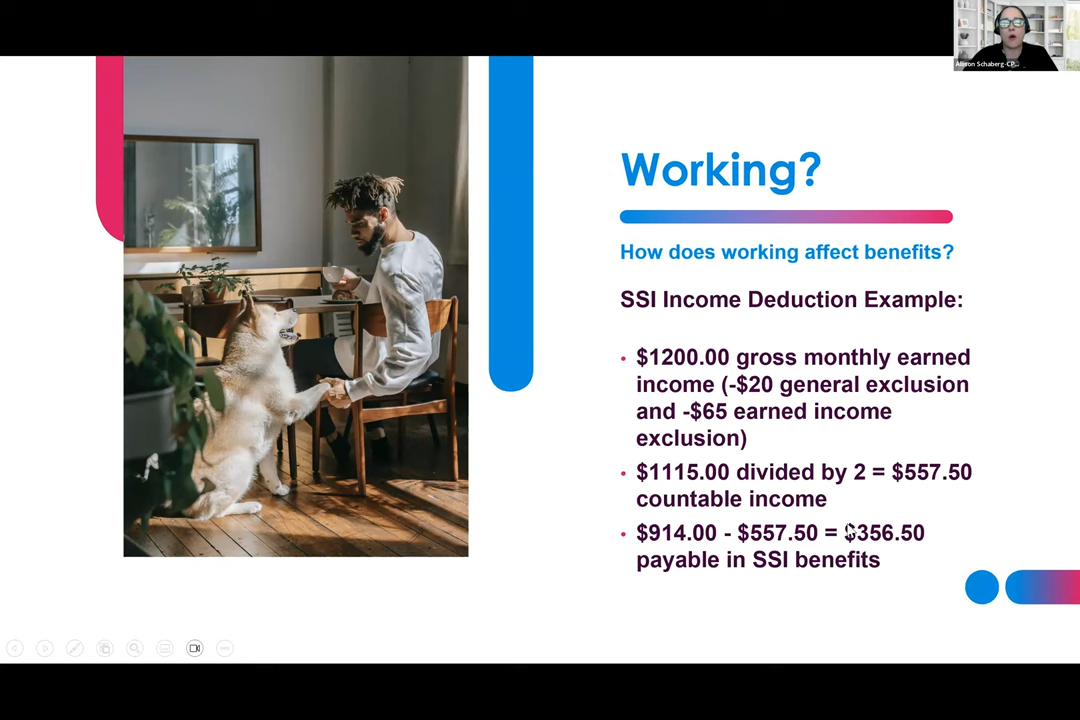 Allison Schaberg-CP...
Working?
How does working affect benefits?
SSI Income Deduction Example:
• $1200.00 gross monthly earned
income (-$20 general exclusion
and -$65 earned income
exclusion)
• $1115.00 divided by 2 = $557.50
countable income
• $914.00 - $557.50 = $356.50
payable in SSI benefits